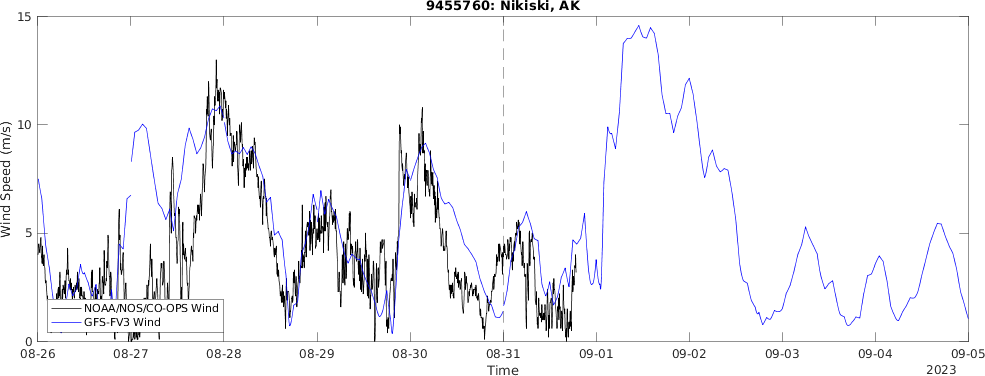 9455760: Nikiski, AK
Wind Speed (m/s)
15
10
5
0
NOAA/NOS/CO-OPS Wind
GFS-FV3 Wind
08-26 08-27 08-28 08-29 08-30 08-31 09-01 09-02 09-03 09-04 09-05
Time
2023